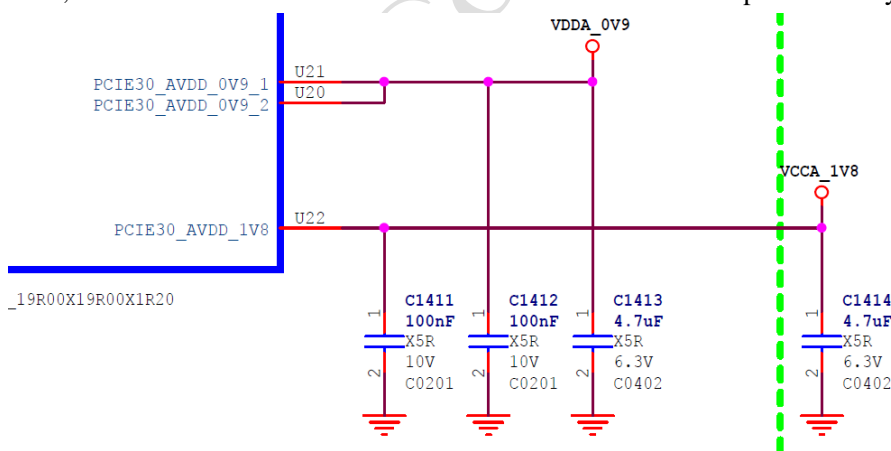 VDDA_0V9
PCIE30_AVDD_0V9_1 U21
PCIE30_AVDD_0V9_2 U20
VCCA_1V8
PCIE30_AVDD_1V8 U22
_19R00X19R00X1R20
1 C1411 1 C1412 1 C1413 1 C1414
100nF 100nF 4.7uF 4.7uF
X5R X5R X5R X5R
2 10V 2 10V 2 6.3V 2 6.3V
C0201 C0201 C0402 C0402